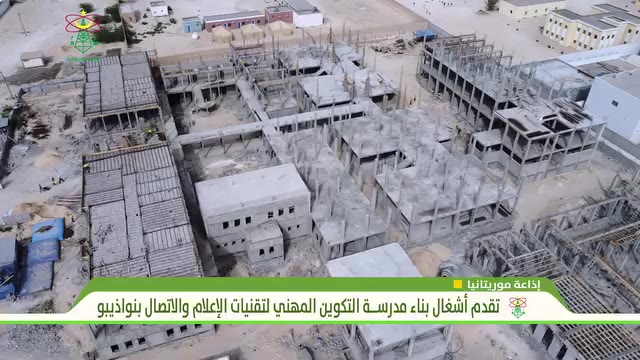 إذاعة موريتانيا
تقدم أشغال بناء مدرسة التكوين المهني لتقنيات الإعلام والاتصال بنواذيبو